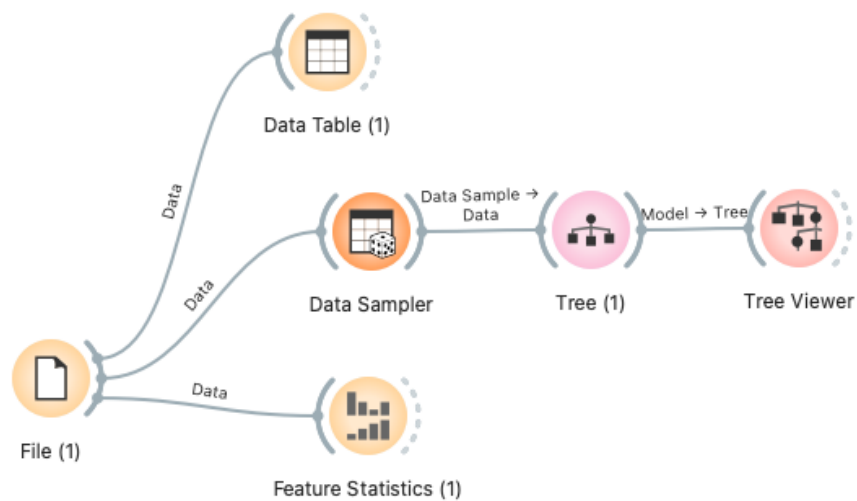 Data Table (1)
Data
Data Sample →
Data
Model → Tree
Data
Data Sampler
Tree (1)
Tree Viewer
Data
File (1)
Feature Statistics (1)